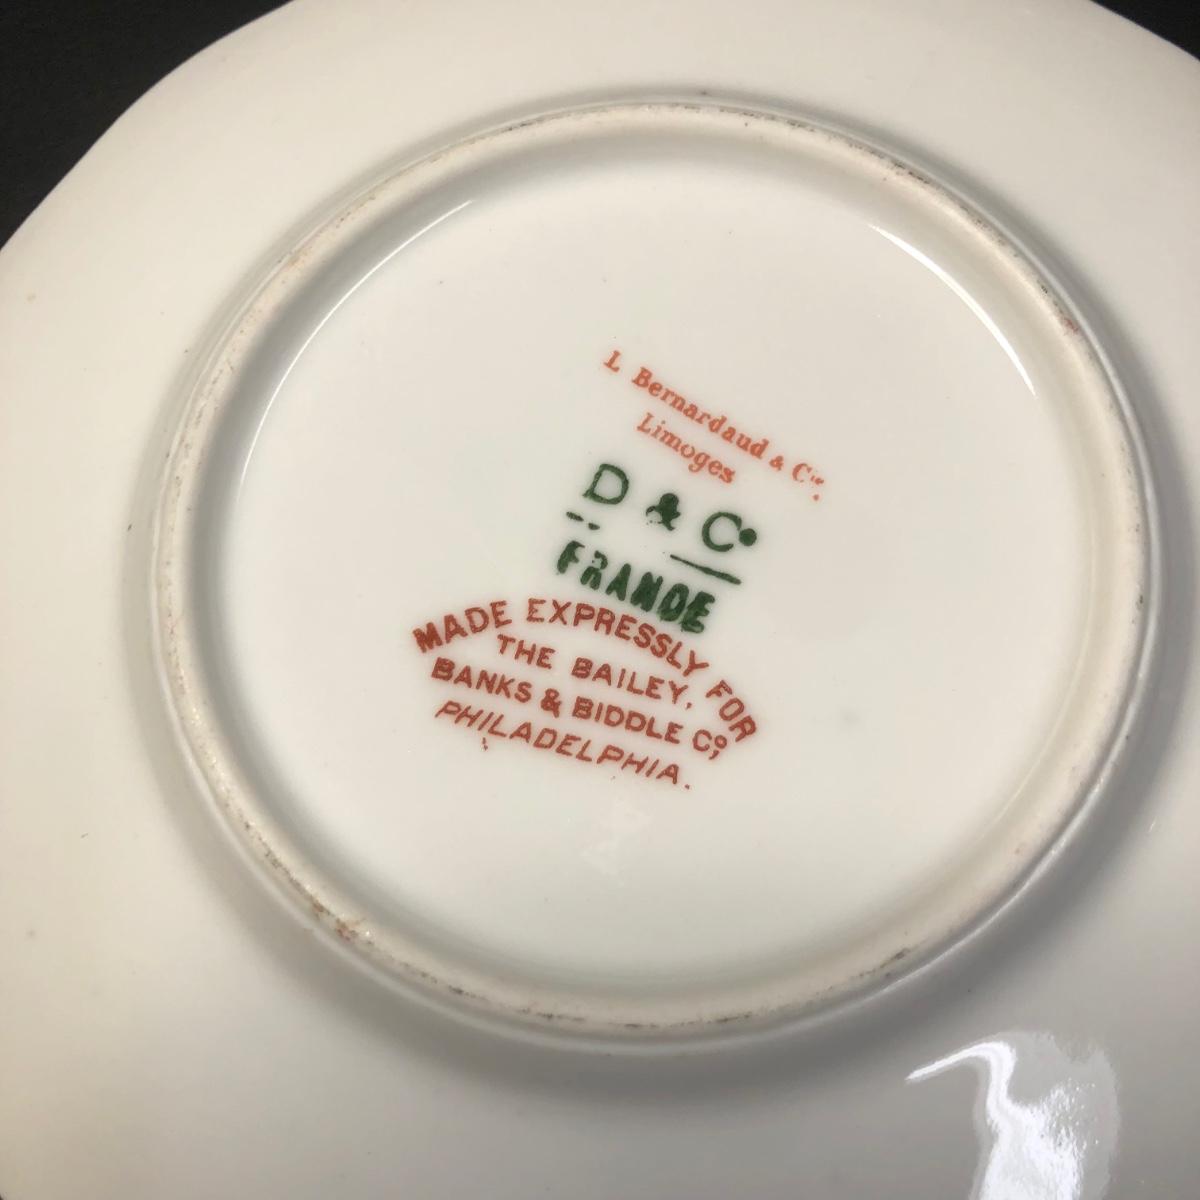 L Bernardaud & Cie
Limoges
D & Co
FRANCE
MADE EXPRESSLY FOR
THE BAILEY,
BANKS & BIDDLE Co,
PHILADELPHIA.